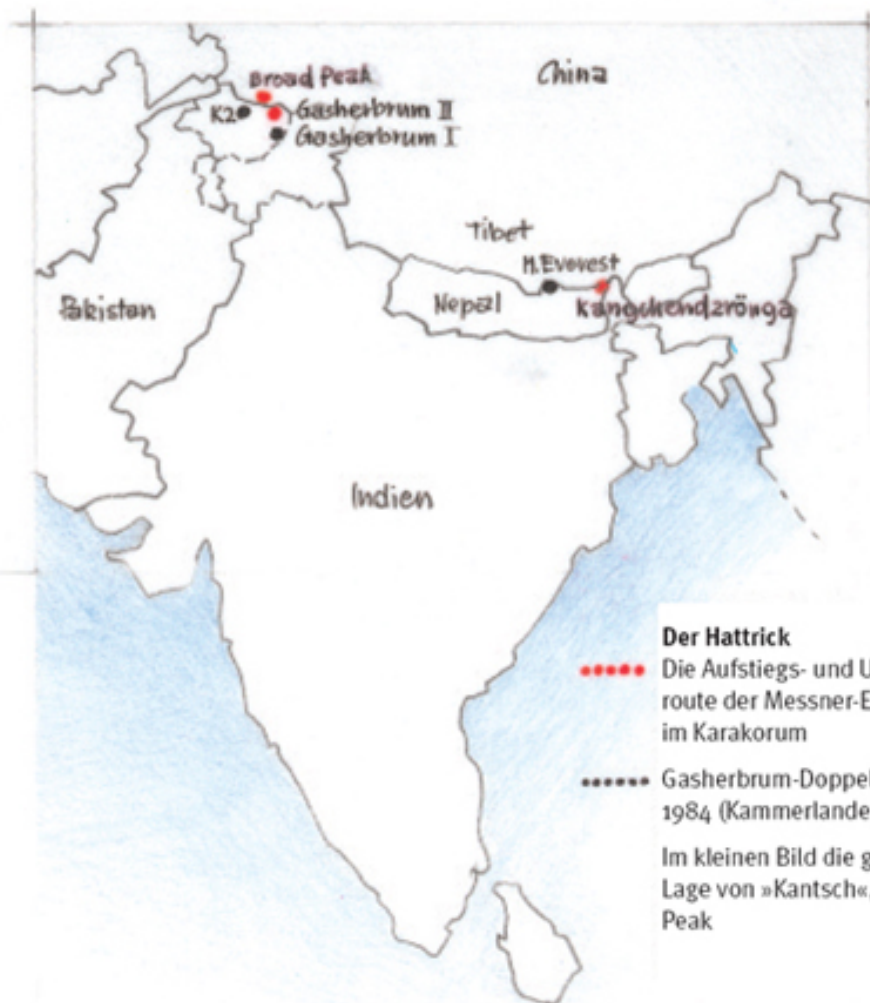 Broad Peak
China
K2
Gasherbrum II
Gasherbrum I
Tibet
M.Everest
Pakistan
Nepal
Kangchendzönga
Indien
Der Hattrick
Die Aufstiegs- und U
route der Messner-E
im Karakorum
Gasherbrum-Doppel
1984 (Kammerlande
Im kleinen Bild die g
Lage von »Kantsch«,
Peak